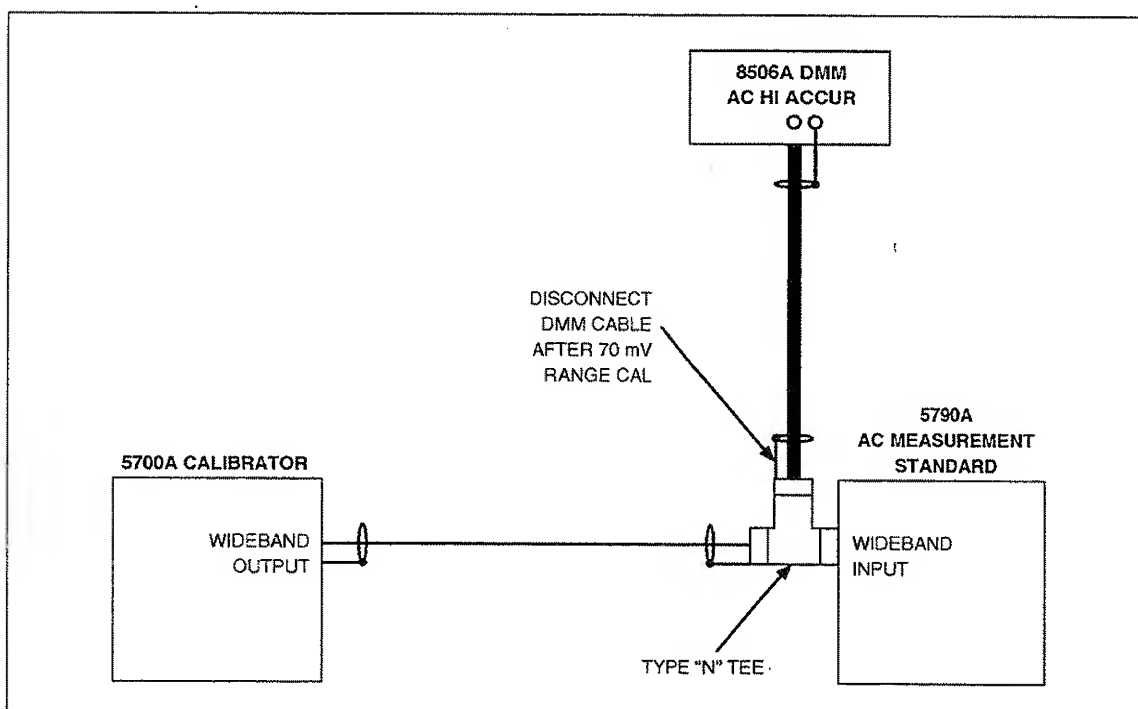 8506A DMM
AC HI ACCUR
DISCONNECT
DMM CABLE
AFTER 70 mV
RANGE CAL
5790A
AC MEASUREMENT
STANDARD
5700A CALIBRATOR
WIDEBAND
OUTPUT
WIDEBAND
INPUT
TYPE "N" TEE